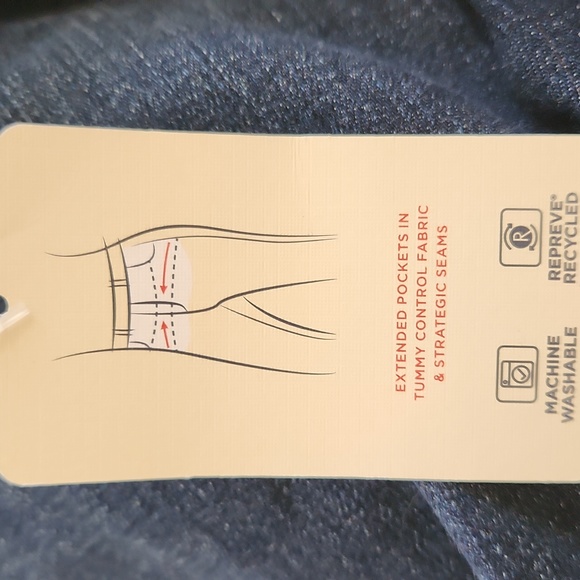 EXTENDED POCKETS IN
TUMMY CONTROL FABRIC
& STRATEGIC SEAMS
MACHINE
WASHABLE
R
REPREVE®
RECYCLED